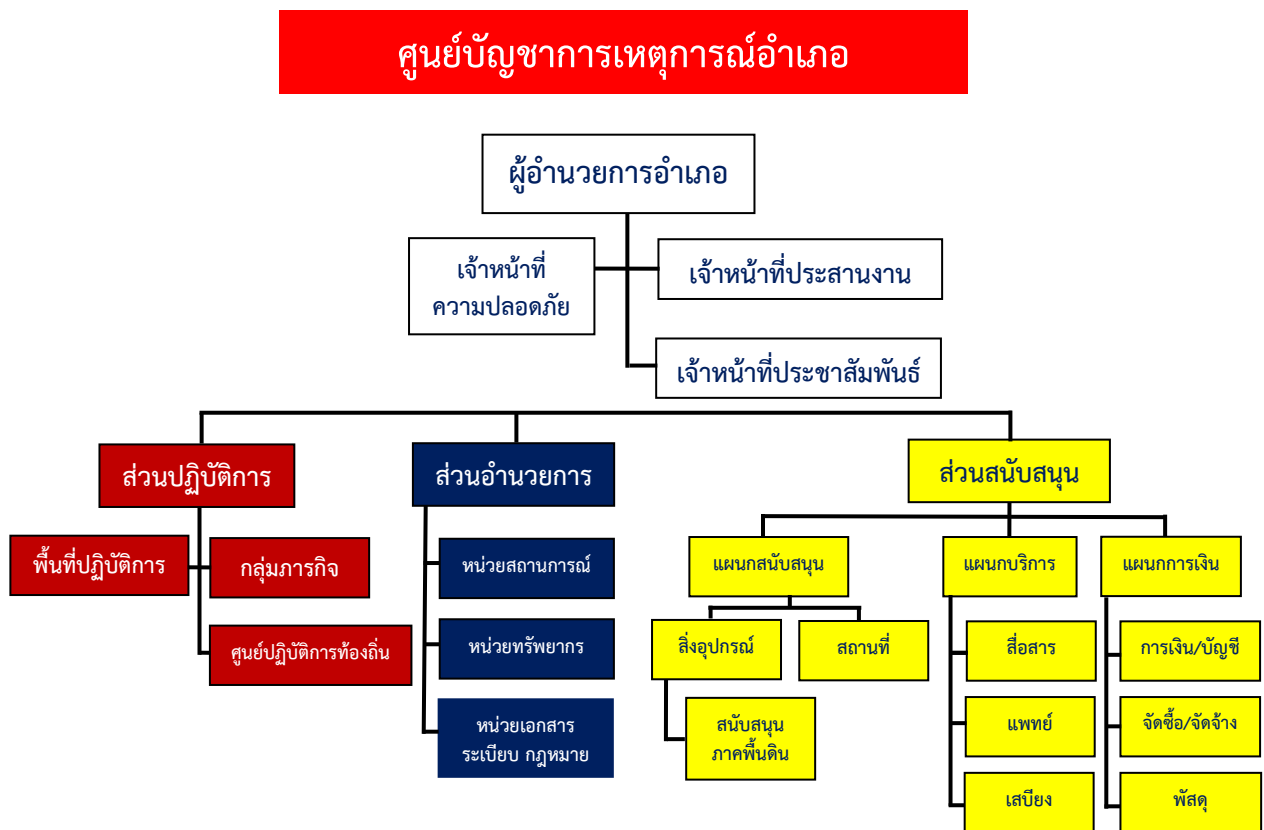 ศูนย์บัญชาการเหตุการณ์อำเภอ
ผู้อำนวยการอำเภอ
เจ้าหน้าที่
ความปลอดภัย
เจ้าหน้าที่ประสานงาน
เจ้าหน้าที่ประชาสัมพันธ์
ส่วนปฏิบัติการ
ส่วนอำนวยการ
ส่วนสนับสนุน
พื้นที่ปฏิบัติการ
กลุ่มภารกิจ
ศูนย์ปฏิบัติการท้องถิ่น
หน่วยสถานการณ์
หน่วยทรัพยากร
หน่วยเอกสาร
ระเบียบ กฎหมาย
แผนกสนับสนุน
แผนกบริการ
แผนกการเงิน
สิ่งอุปกรณ์
สถานที่
สนับสนุน
ภาคพื้นดิน
สื่อสาร
แพทย์
เสบียง
การเงิน/บัญชี
จัดซื้อ/จัดจ้าง
พัสดุ